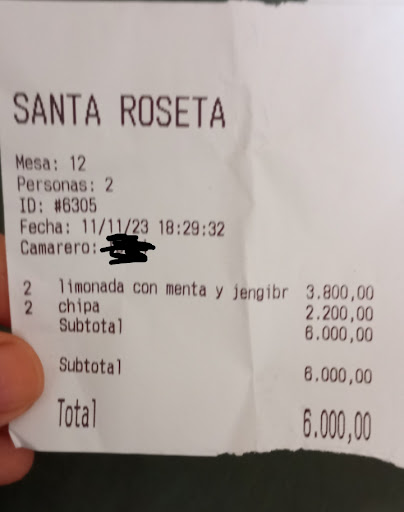 SANTA ROSETA
Mesa: 12
Personas: 2
ID: #6305
Fecha: 11/11/23 18:29:32
Camarero:
2 limonada con menta y jengibr 3.800,00
2 chipa 2.200,00
Subtotal 6.000,00
Subtotal 6.000,00
Total 6.000,00